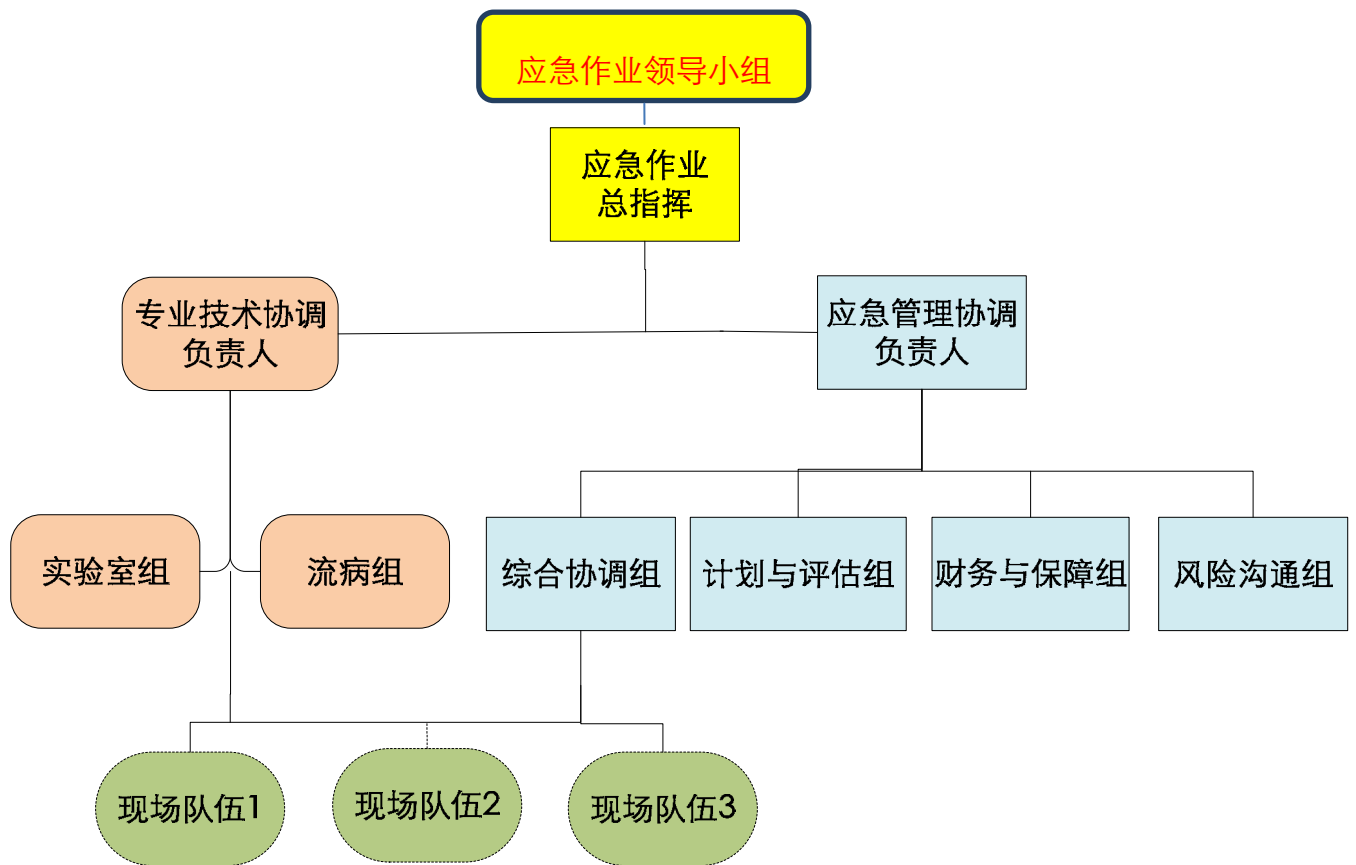 应急作业领导小组
应急作业
总指挥
专业技术协调
负责人
应急管理协调
负责人
实验室组
流病组
综合协调组
计划与评估组
财务与保障组
风险沟通组
现场队伍1
现场队伍2
现场队伍3